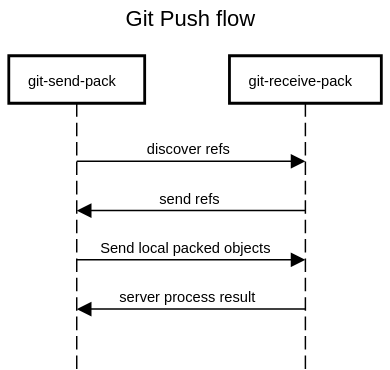 Git Push flow
git-send-pack
git-receive-pack
discover refs
send refs
Send local packed objects
server process result